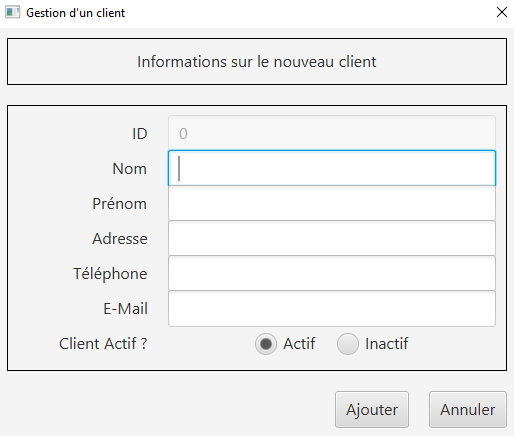 Gestion d'un client
Informations sur le nouveau client
ID 0
Nom
Prénom
Adresse
Téléphone
E-Mail
Client Actif ? Actif Inactif
Ajouter Annuler